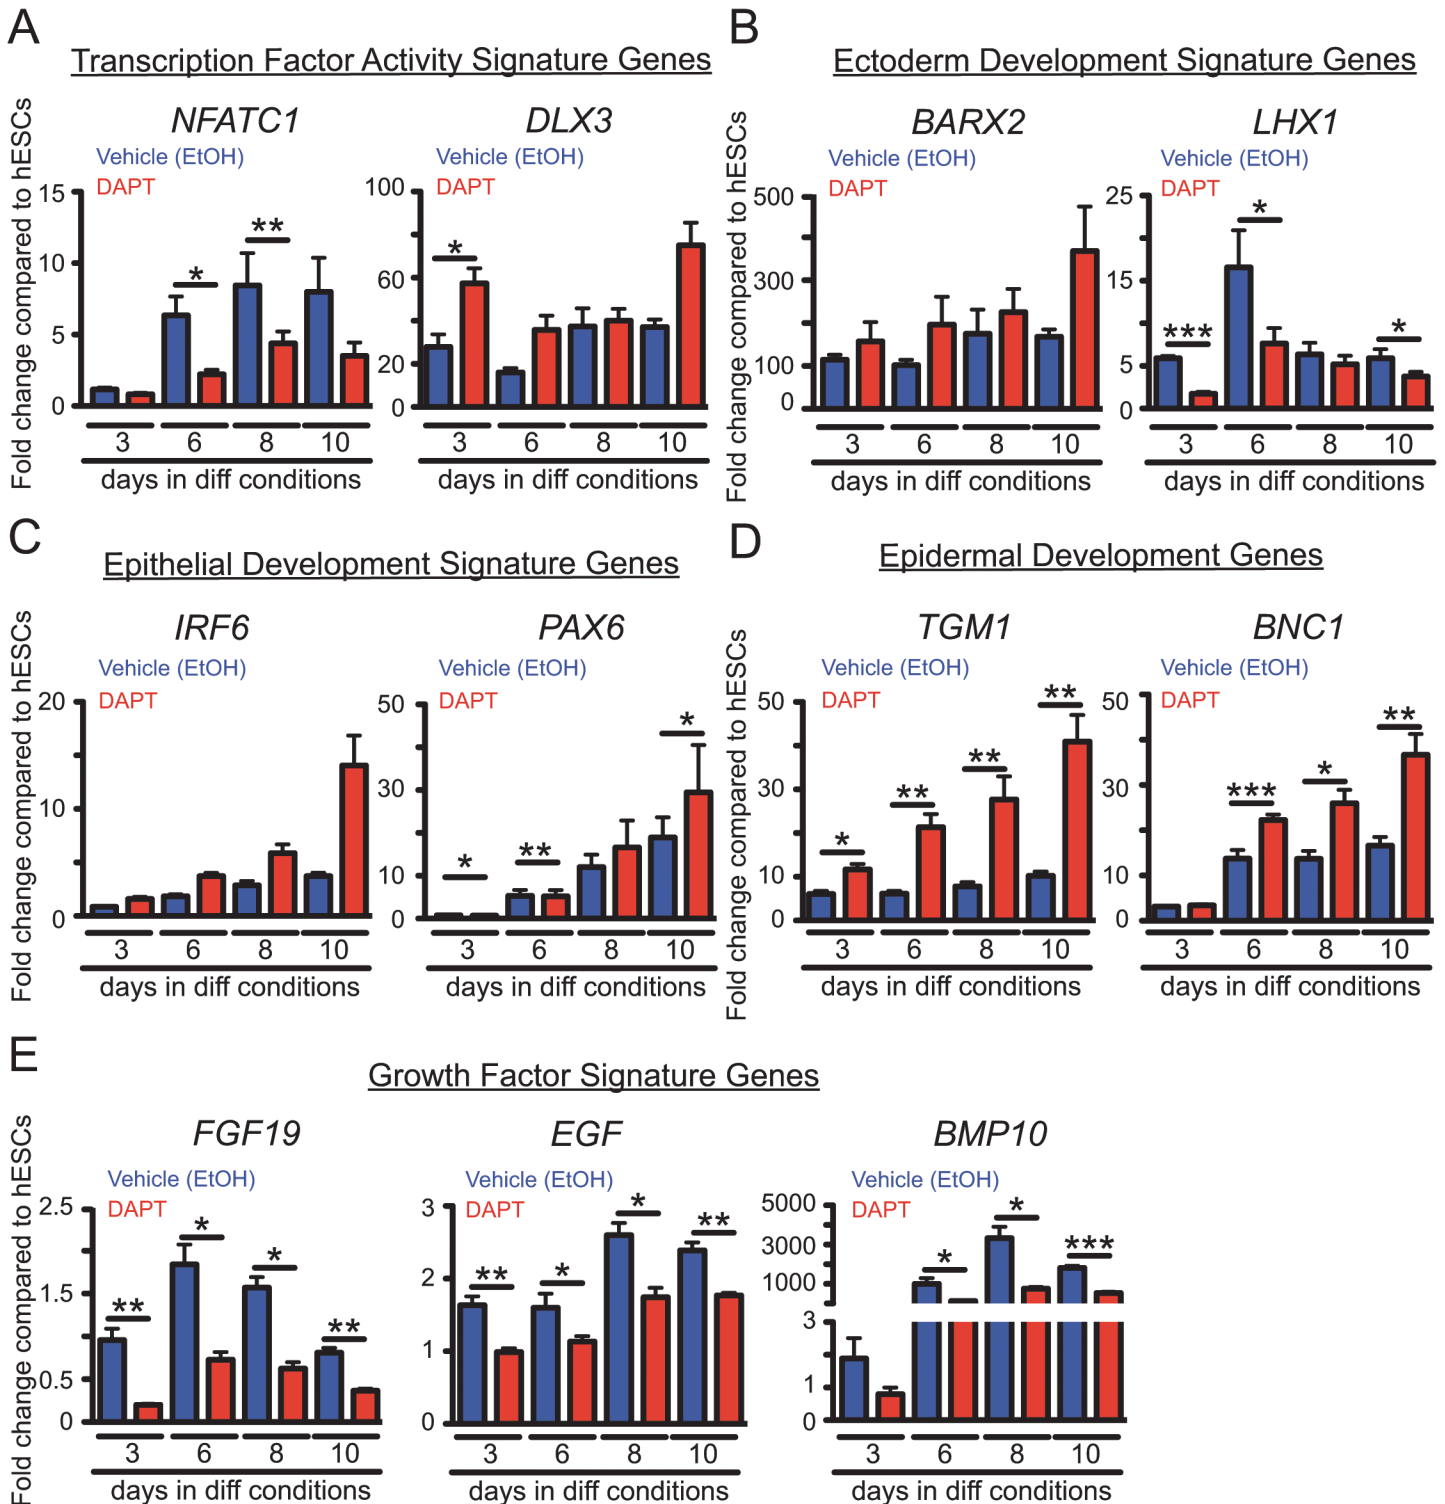 A
Transcription Factor Activity Signature Genes
Fold change compared to hESCs
NFATC1
Vehicle (EtOH)
DAPT
15
10
5
0
* **
3 6 8 10
days in diff conditions
DLX3
Vehicle (EtOH)
DAPT
100
60
20
0
*
3 6 8 10
days in diff conditions
B
Ectoderm Development Signature Genes
Fold change compared to hESCs
BARX2
Vehicle (EtOH)
DAPT
500
300
100
0
3 6 8 10
days in diff conditions
LHX1
Vehicle (EtOH)
DAPT
25
15
5
0
*** * *
3 6 8 10
days in diff conditions
C
Epithelial Development Signature Genes
Fold change compared to hESCs
IRF6
Vehicle (EtOH)
DAPT
20
10
0
3 6 8 10
days in diff conditions
PAX6
Vehicle (EtOH)
DAPT
50
30
10
0
* ** *
3 6 8 10
days in diff conditions
D
Epidermal Development Genes
Fold change compared to hESCs
TGM1
Vehicle (EtOH)
DAPT
50
30
10
0
* ** ** **
3 6 8 10
days in diff conditions
BNC1
Vehicle (EtOH)
DAPT
50
30
10
0
*** * **
3 6 8 10
days in diff conditions
E
Growth Factor Signature Genes
Fold change compared to hESCs
FGF19
Vehicle (EtOH)
DAPT
2.5
1.5
0.5
0
** * * **
3 6 8 10
days in diff conditions
EGF
Vehicle (EtOH)
DAPT
3
2
1
0
** * * **
3 6 8 10
days in diff conditions
BMP10
Vehicle (EtOH)
DAPT
5000
3000
1000
3
1
0
* * ***
3 6 8 10
days in diff conditions